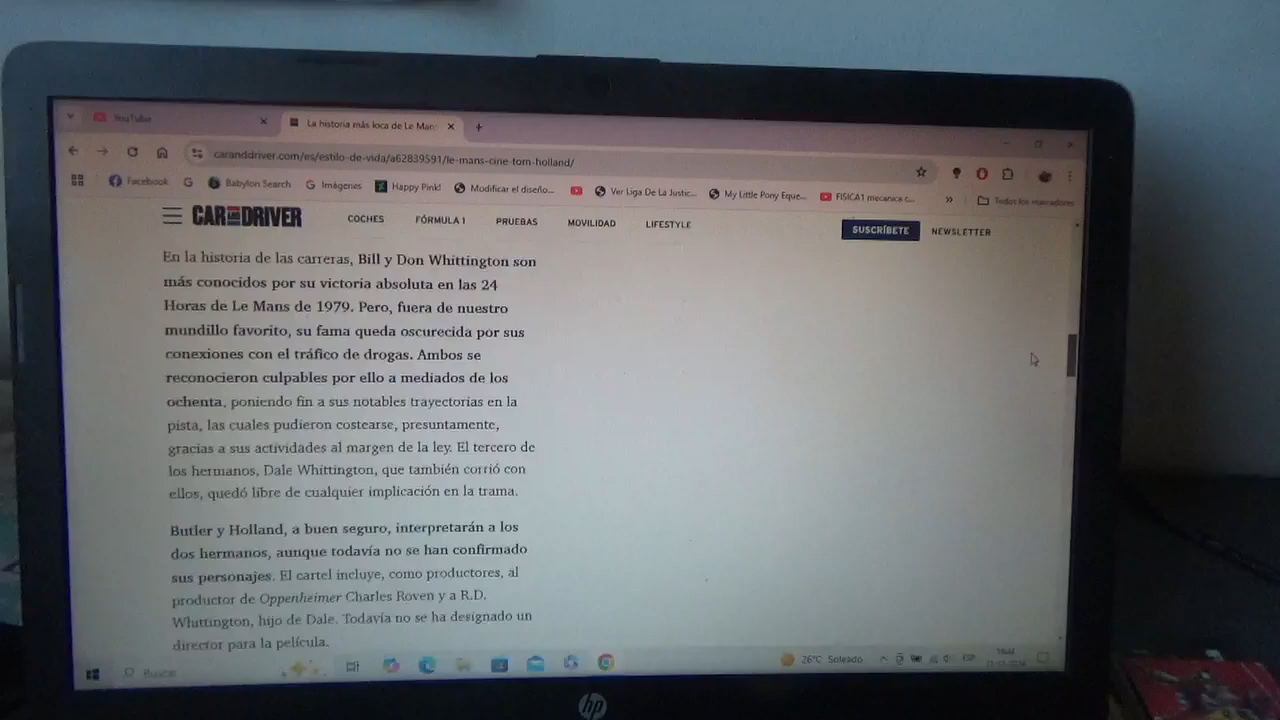 YouTube
La historia más loca de Le Mans
caranddriver.com/es/estilo-de-vida/a62839591/le-mans-cine-tom-holland/
Facebook
Babylon Search
Imágenes
Happy Pink!
Modificar el diseño...
Ver Liga De La Justic...
My Little Pony Eque...
FISICA1 mecanica c...
Todos los marcadores
CAR AND DRIVER
COCHES
FÓRMULA 1
PRUEBAS
MOVILIDAD
LIFESTYLE
SUSCRÍBETE
NEWSLETTER
En la historia de las carreras, Bill y Don Whittington son
más conocidos por su victoria absoluta en las 24
Horas de Le Mans de 1979. Pero, fuera de nuestro
mundillo favorito, su fama queda oscurecida por sus
conexiones con el tráfico de drogas. Ambos se
reconocieron culpables por ello a mediados de los
ochenta, poniendo fin a sus notables trayectorias en la
pista, las cuales pudieron costearse, presuntamente,
gracias a sus actividades al margen de la ley. El tercero de
los hermanos, Dale Whittington, que también corrió con
ellos, quedó libre de cualquier implicación en la trama.
Butler y Holland, a buen seguro, interpretarán a los
dos hermanos, aunque todavía no se han confirmado
sus personajes. El cartel incluye, como productores, al
productor de Oppenheimer Charles Roven y a R.D.
Whittington, hijo de Dale. Todavía no se ha designado un
director para la película.
Buscar
26°C Soleado
ESP
hp